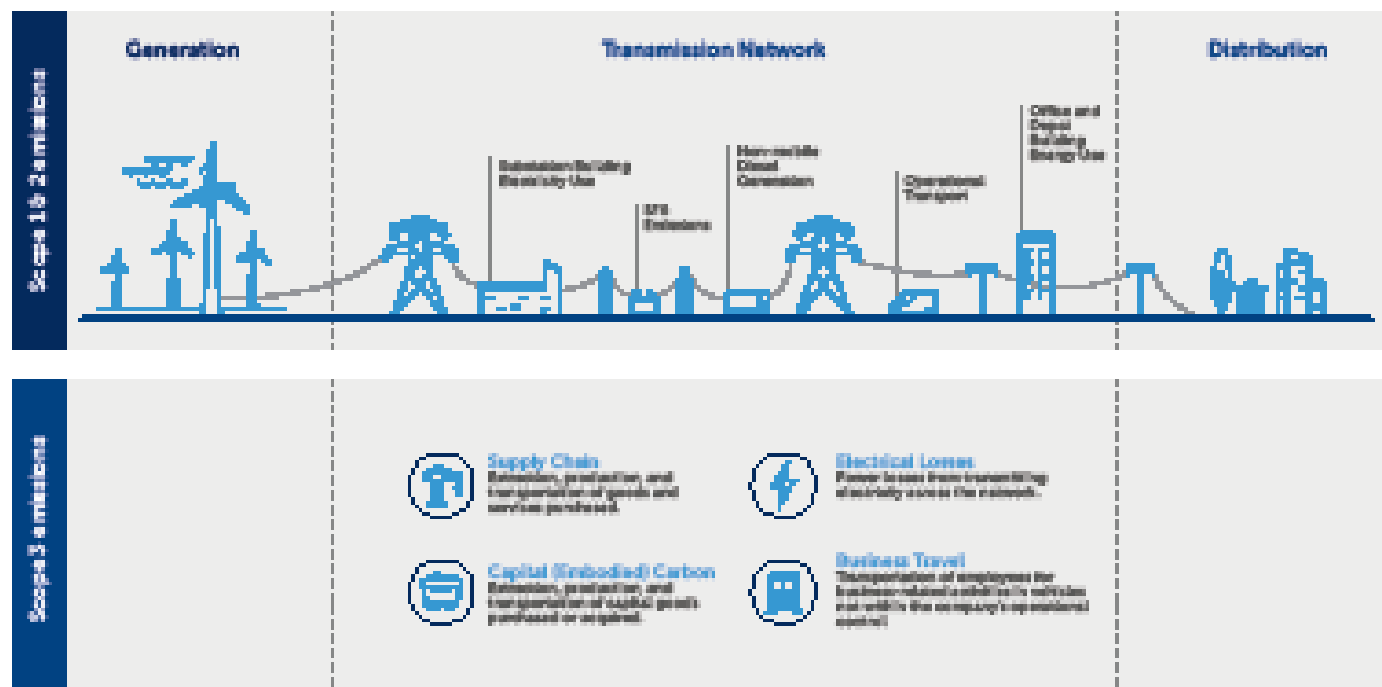 Generation
Transmission Network
Distribution
Scope 1 & 2 emissions
Office and
Depot
Building
Energy Use
Non-mobile
Diesel
Generation
Substation Building
Electricity Use
Operational
Transport
SF6
Emissions
Scope 3 emissions
Supply Chain
Extraction, production, and
transportation of goods and
services purchased.
Electrical Losses
Power losses from transmitting
electricity across the network.
Capital (Embodied) Carbon
Extraction, production, and
transportation of capital goods
purchased or acquired.
Business Travel
Transportation of employees for
business related activities in vehicles
not within the company's operational
control.